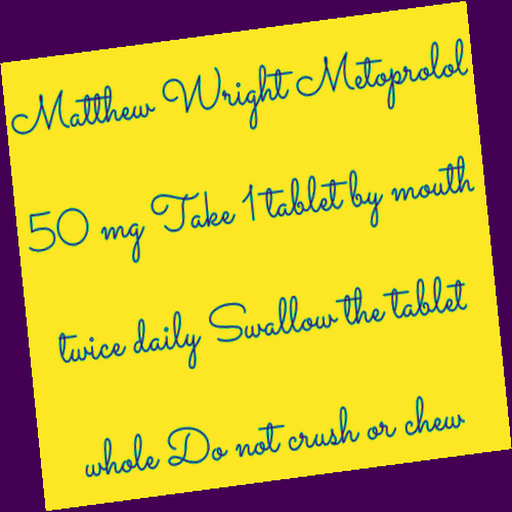 Matthew Wright Metoprolol
50 mg Take 1 tablet by mouth
twice daily Swallow the tablet
whole Do not crush or chew